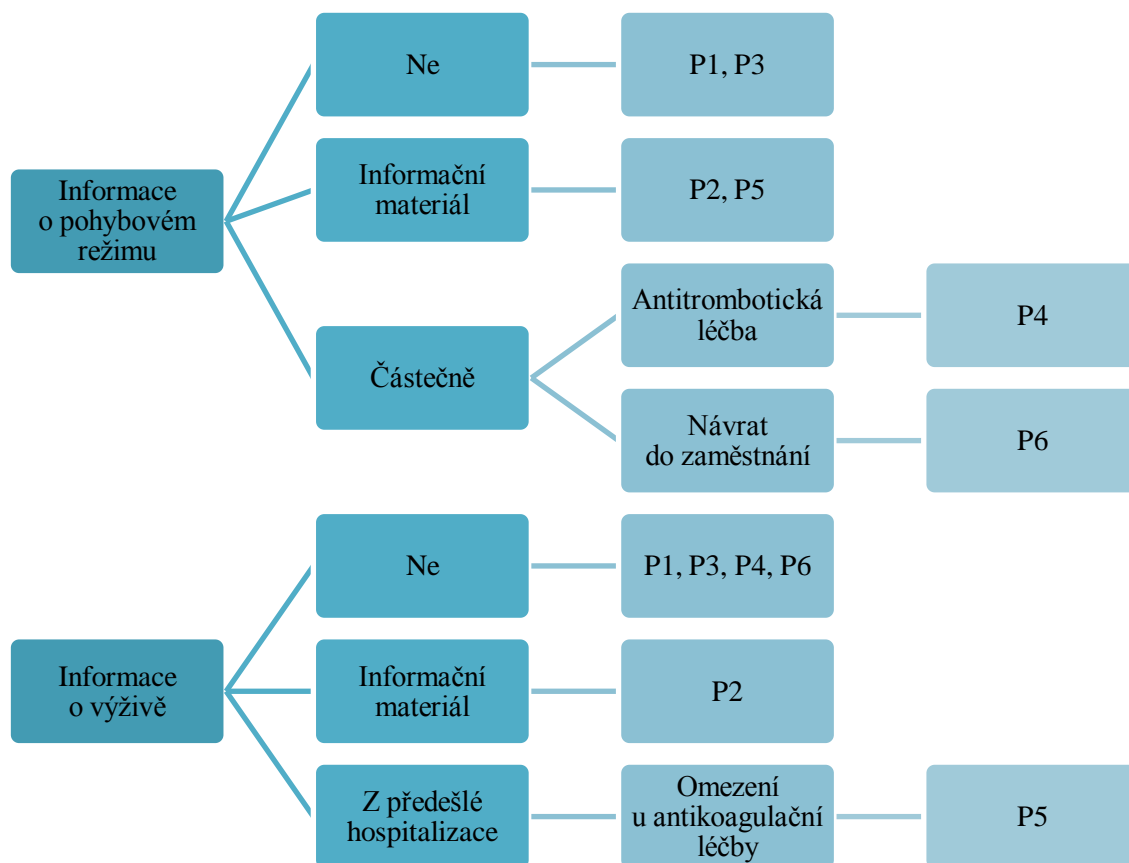 Informace
o pohybovém
režimu
Ne
P1, P3
Informační
materiál
P2, P5
Částečně
Antitrombotická
léčba
P4
Návrat
do zaměstnání
P6
Informace
o výživě
Ne
P1, P3, P4, P6
Informační
materiál
P2
Z předešlé
hospitalizace
Omezení
u antikoagulační
léčby
P5